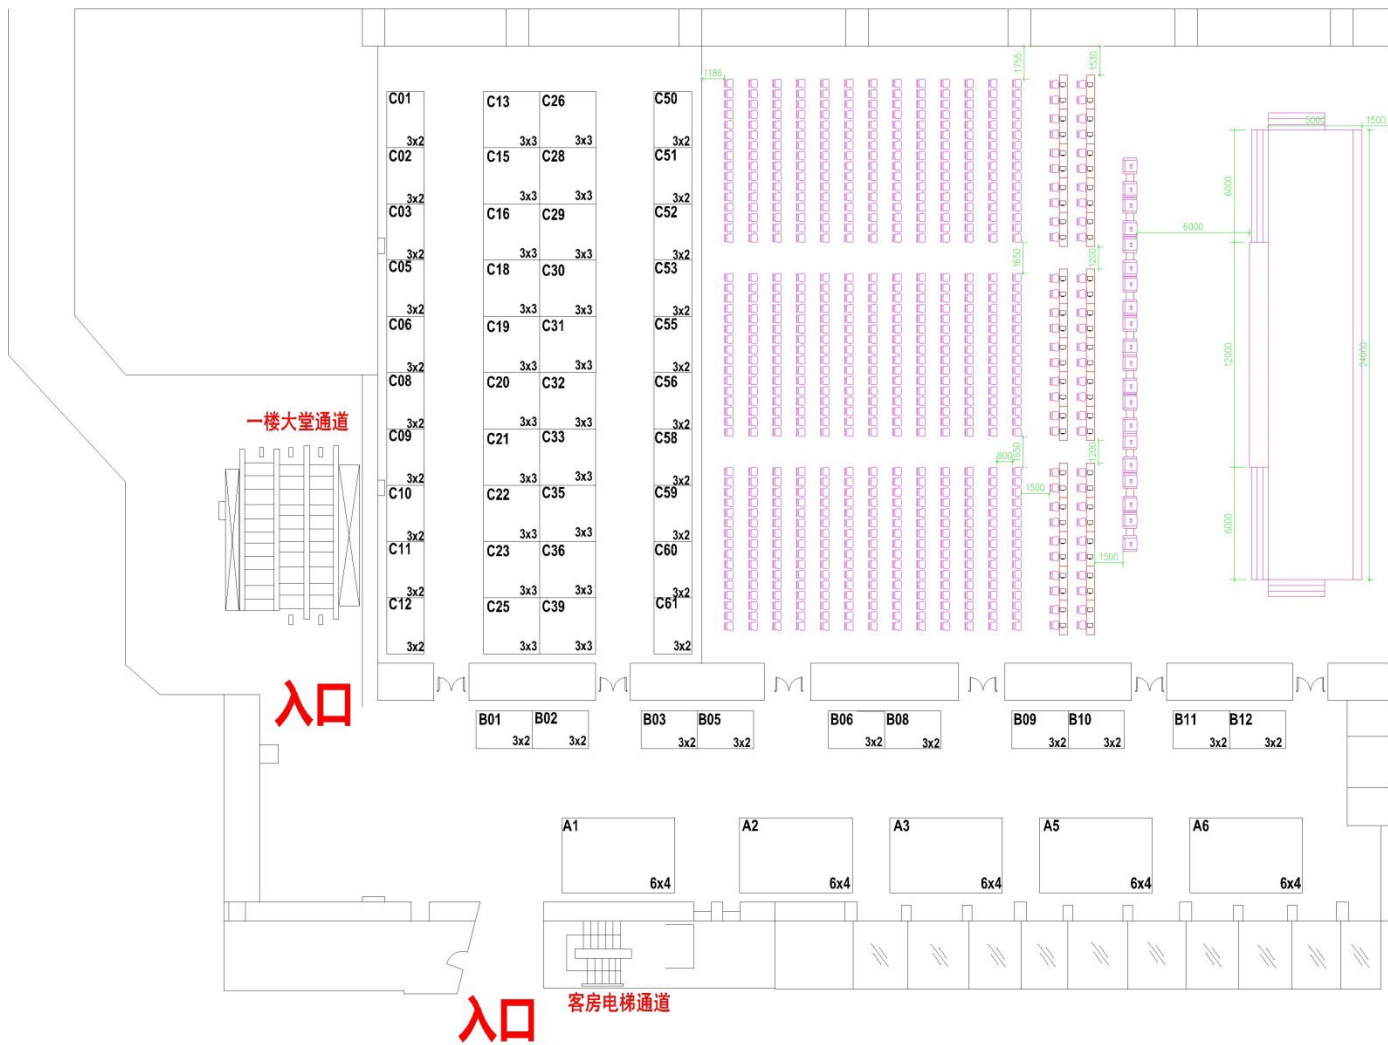 1186
1755
1530
C01
3x2
C13
3x3
C26
3x3
C50
3x2
5000
1500
C02
3x2
C15
3x3
C28
3x3
C51
3x2
6000
C03
3x2
C16
3x3
C29
3x3
C52
3x2
6000
1650
1200
C05
3x2
C18
3x3
C30
3x3
C53
3x2
C06
3x2
C19
3x3
C31
3x3
C55
3x2
12000
24000
C08
3x2
C20
3x3
C32
3x3
C56
3x2
一楼大堂通道
C09
3x2
C21
3x3
C33
3x3
C58
3x2
800
1650
1200
C10
3x2
C22
3x3
C35
3x3
C59
3x2
1500
6000
C11
3x2
C23
3x3
C36
3x3
C60
3x2
1500
C12
3x2
C25
3x3
C39
3x3
C61
3x2
入口
B01
3x2
B02
3x2
B03
3x2
B05
3x2
B06
3x2
B08
3x2
B09
3x2
B10
3x2
B11
3x2
B12
3x2
A1
6x4
A2
6x4
A3
6x4
A5
6x4
A6
6x4
客房电梯通道
入口